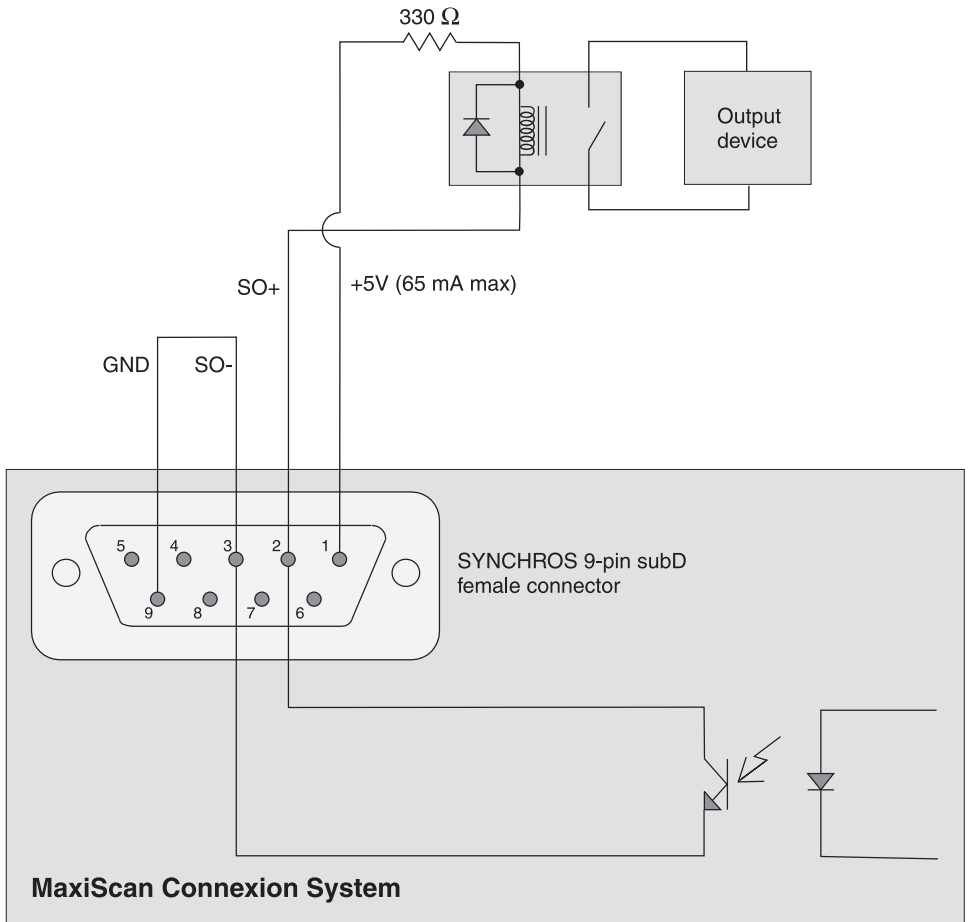 330 Ω
Output
device
SO+
+5V (65 mA max)
GND
SO-
5
4
3
2
1
SYNCHROS 9-pin subD
female connector
9
8
7
6
MaxiScan Connexion System